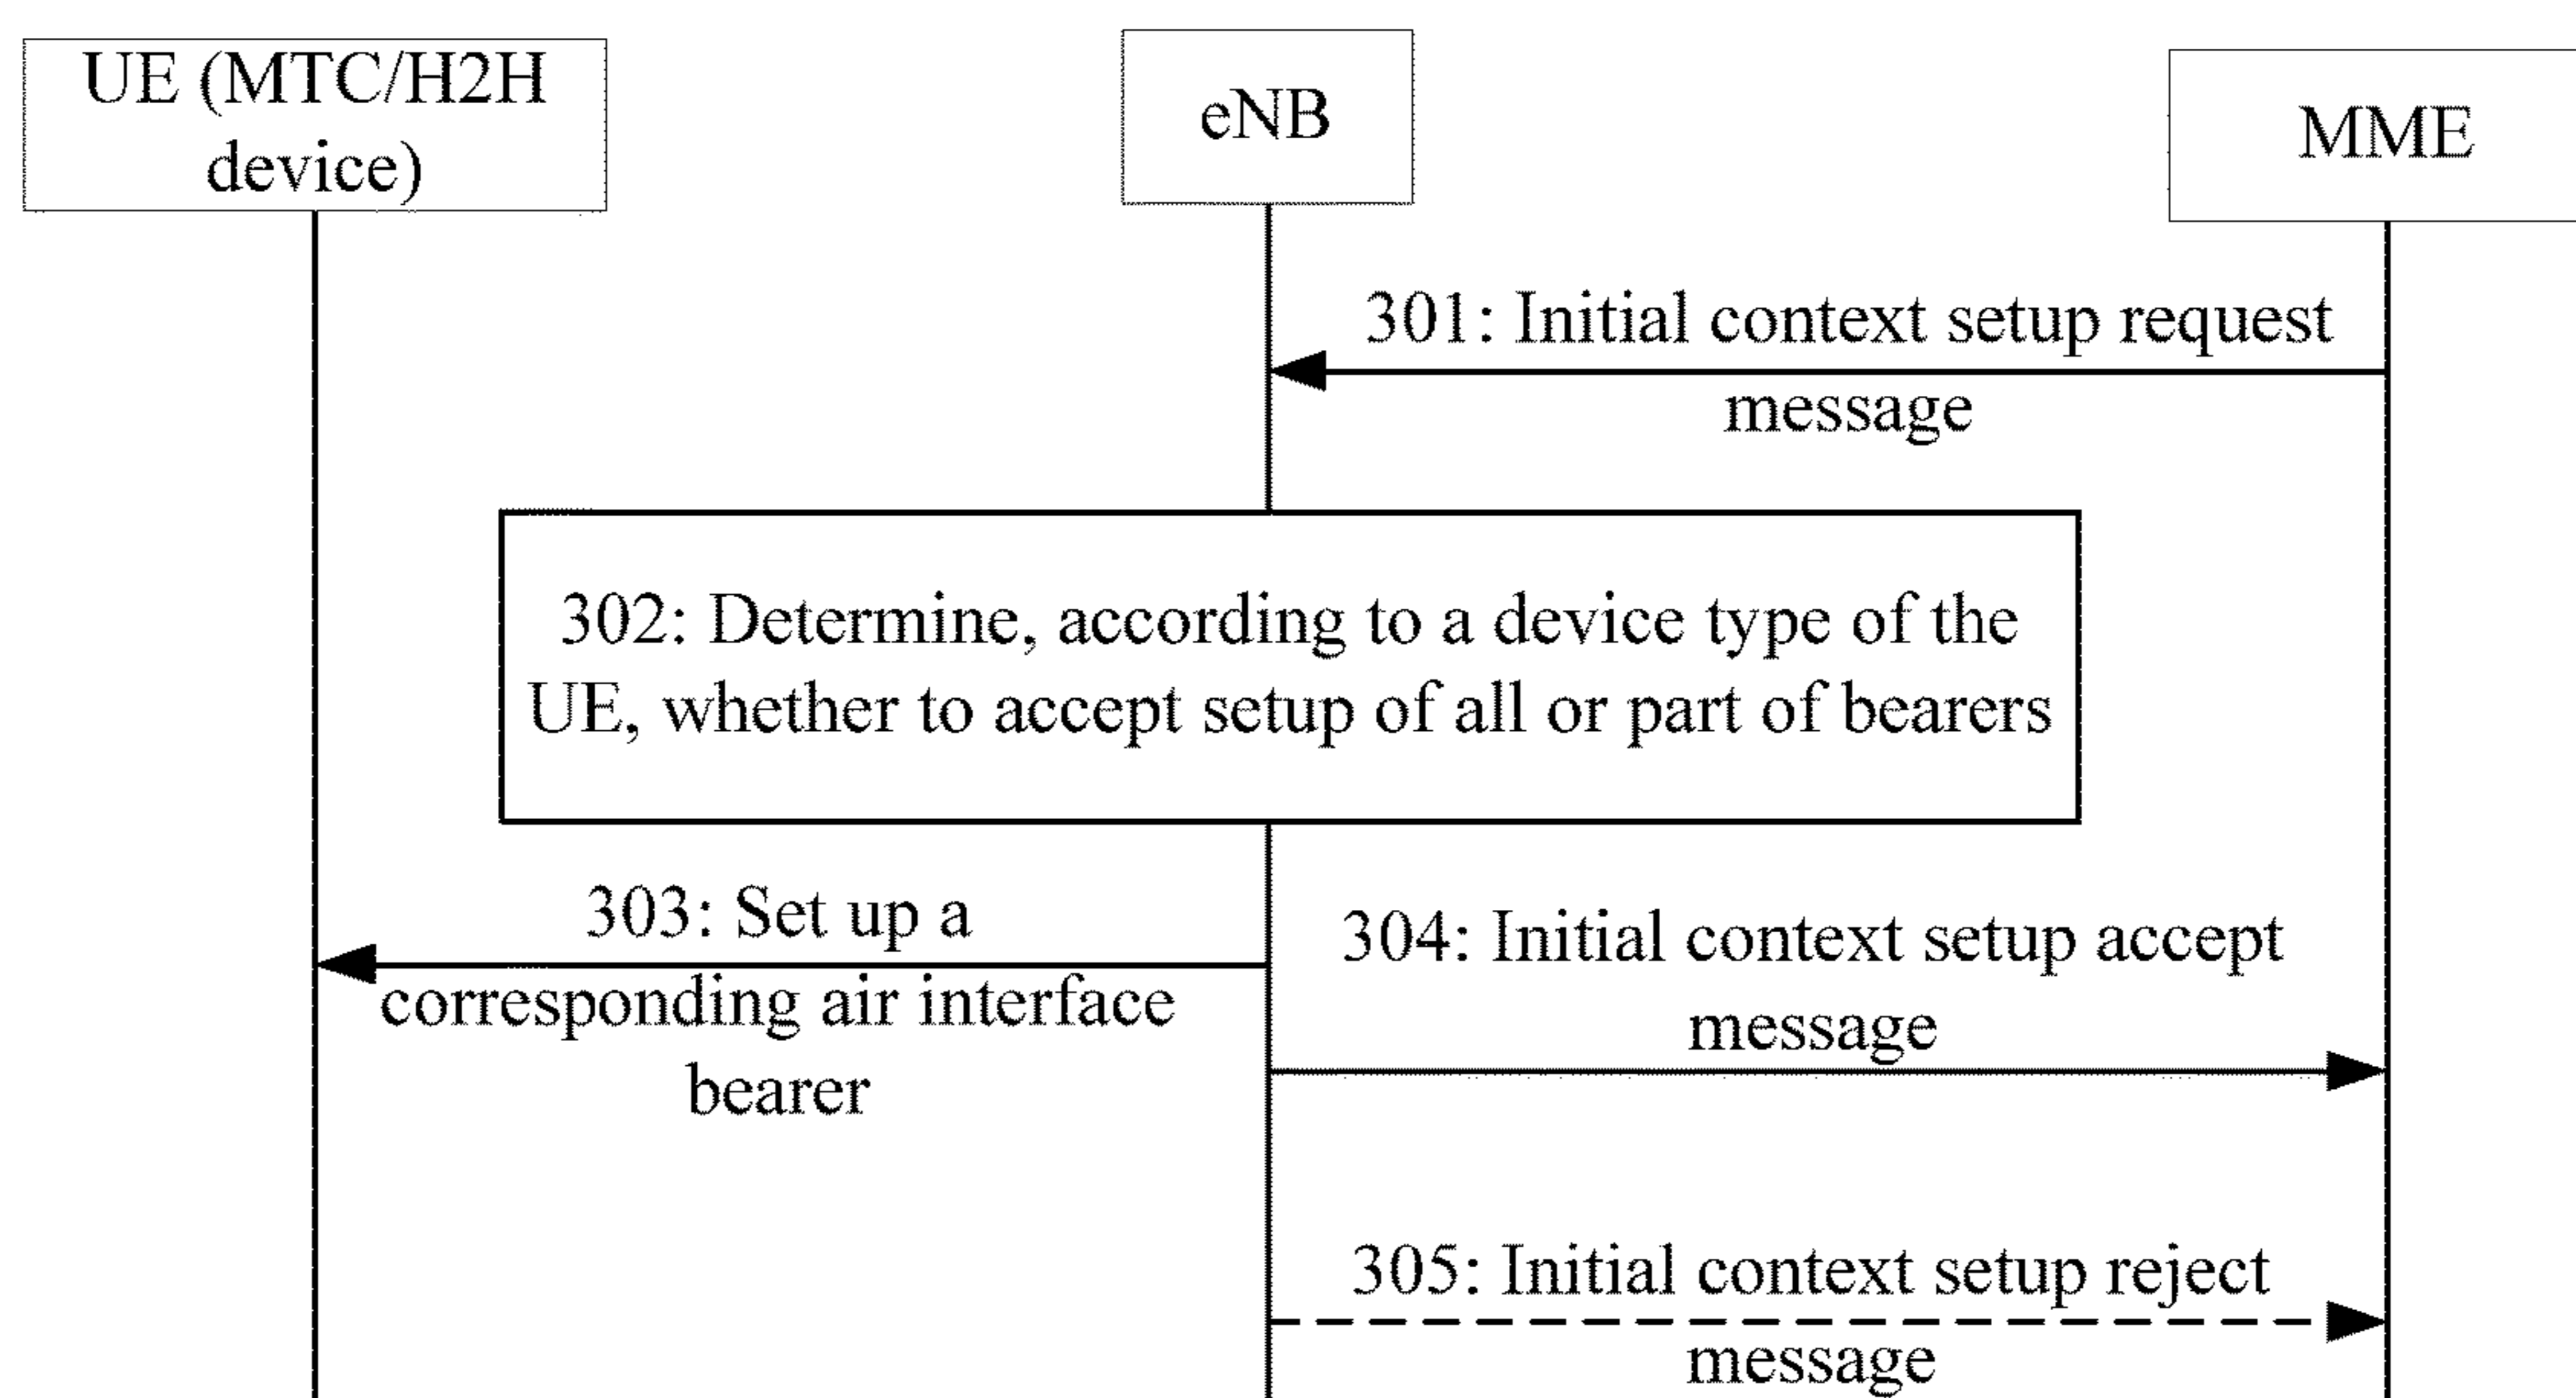 UE (MTC/H2H
device)
eNB
MME
301: Initial context setup request
message
302: Determine, according to a device type of the
UE, whether to accept setup of all or part of bearers
303: Set up a
corresponding air interface
bearer
304: Initial context setup accept
message
305: Initial context setup reject
message